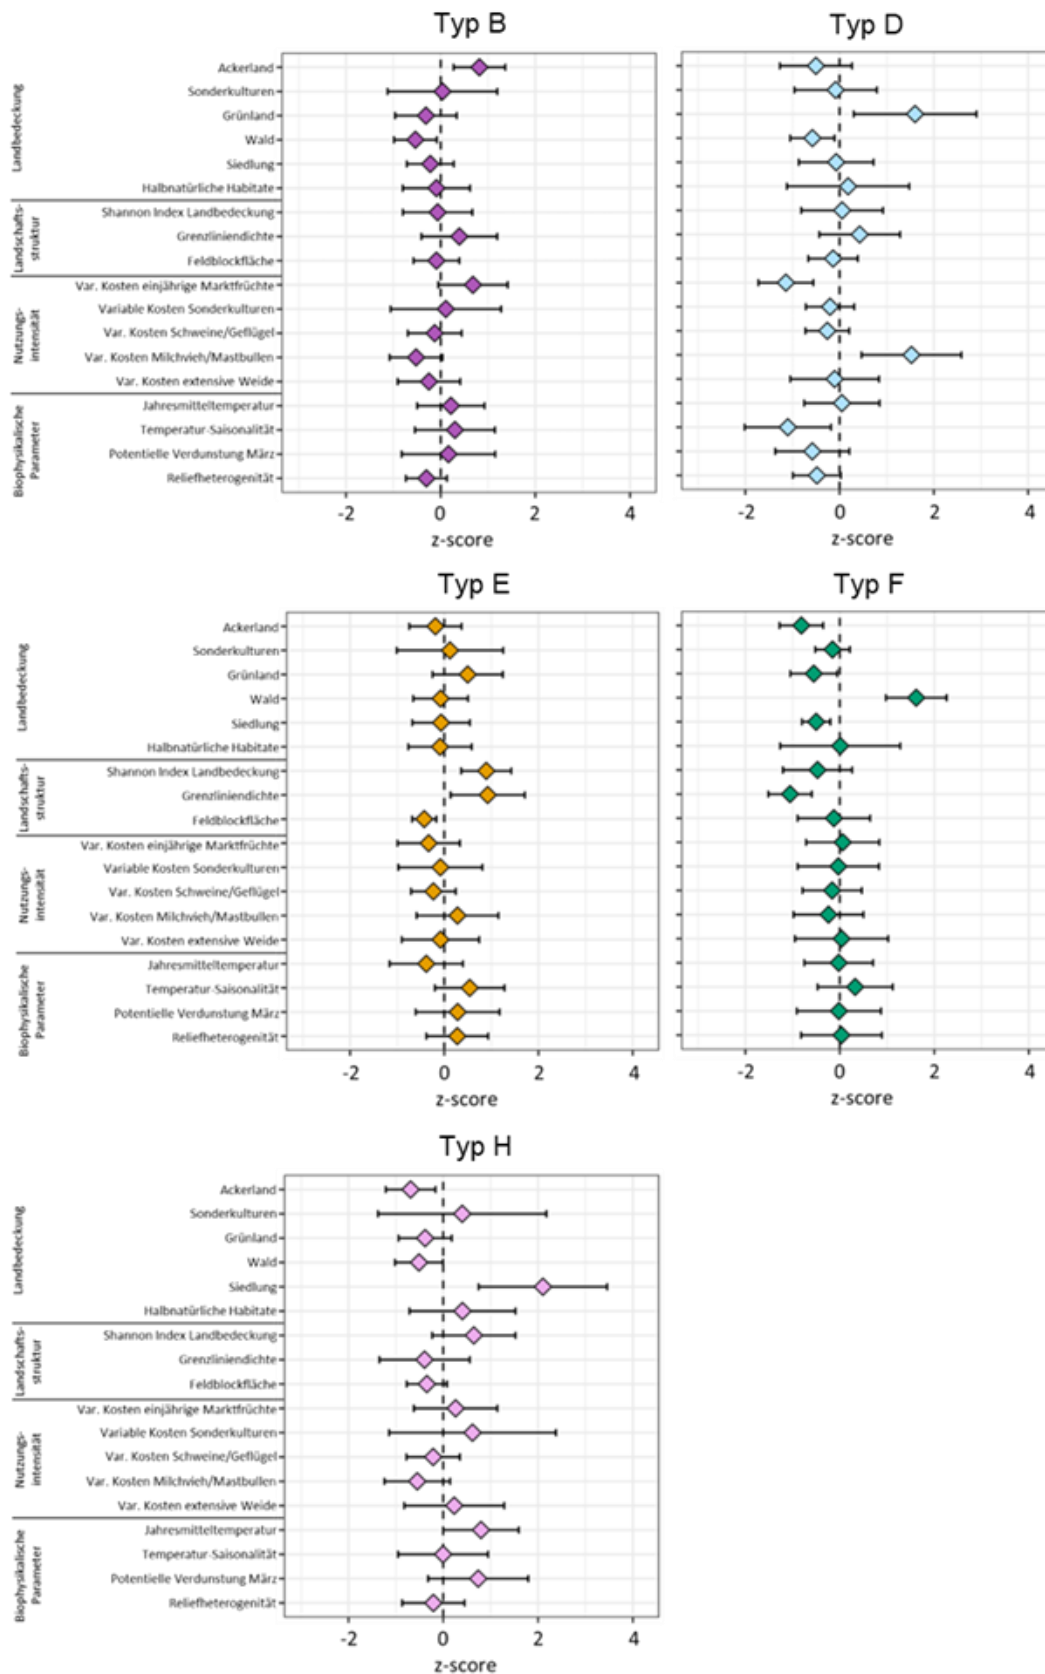 Typ B
Typ D
Landbedeckung
Ackerland
Sonderkulturen
Grünland
Wald
Siedlung
Halbnatürliche Habitate
Landschafts-
struktur
Shannon Index Landbedeckung
Grenzliniendichte
Feldblockfläche
Nutzungs-
intensität
Var. Kosten einjährige Marktfrüchte
Variable Kosten Sonderkulturen
Var. Kosten Schweine/Geflügel
Var. Kosten Milchvieh/Mastbullen
Var. Kosten extensive Weide
Biophysikalische
Parameter
Jahresmitteltemperatur
Temperatur-Saisonalität
Potentielle Verdunstung März
Reliefheterogenität
-2 0 2 4
z-score
-2 0 2 4
z-score
Typ E
Typ F
Landbedeckung
Ackerland
Sonderkulturen
Grünland
Wald
Siedlung
Halbnatürliche Habitate
Landschafts-
struktur
Shannon Index Landbedeckung
Grenzliniendichte
Feldblockfläche
Nutzungs-
intensität
Var. Kosten einjährige Marktfrüchte
Variable Kosten Sonderkulturen
Var. Kosten Schweine/Geflügel
Var. Kosten Milchvieh/Mastbullen
Var. Kosten extensive Weide
Biophysikalische
Parameter
Jahresmitteltemperatur
Temperatur-Saisonalität
Potentielle Verdunstung März
Reliefheterogenität
-2 0 2 4
z-score
-2 0 2 4
z-score
Typ H
Landbedeckung
Ackerland
Sonderkulturen
Grünland
Wald
Siedlung
Halbnatürliche Habitate
Landschafts-
struktur
Shannon Index Landbedeckung
Grenzliniendichte
Feldblockfläche
Nutzungs-
intensität
Var. Kosten einjährige Marktfrüchte
Variable Kosten Sonderkulturen
Var. Kosten Schweine/Geflügel
Var. Kosten Milchvieh/Mastbullen
Var. Kosten extensive Weide
Biophysikalische
Parameter
Jahresmitteltemperatur
Temperatur-Saisonalität
Potentielle Verdunstung März
Reliefheterogenität
-2 0 2 4
z-score